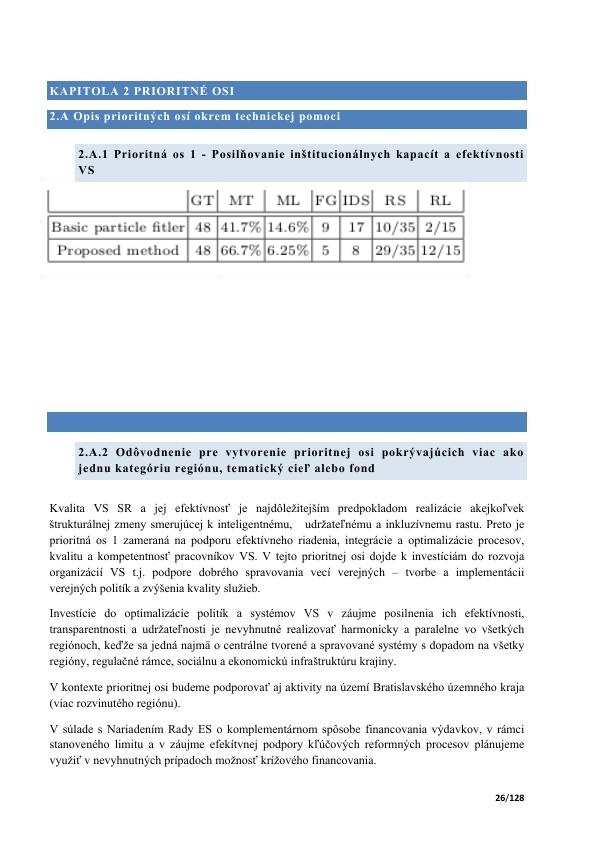 KAPITOLA 2 PRIORITNÉ OSI
2.A Opis prioritných osí okrem technickej pomoci
2.A.1 Prioritná os 1 - Posilňovanie inštitucionálnych kapacít a efektívnosti
VS
GT MT ML FG IDS RS RL
Basic particle fitler 48 41.7% 14.6% 9 17 10/35 2/15
Proposed method 48 66.7% 6.25% 5 8 29/35 12/15
2.A.2 Odôvodnenie pre vytvorenie prioritnej osi pokrývajúcich viac ako
jednu kategóriu regiónu, tematický cieľ alebo fond
Kvalita VS SR a jej efektívnosť je najdôležitejším predpokladom realizácie akejkoľvek
štrukturálnej zmeny smerujúcej k inteligentnému, udržateľnému a inkluzívnemu rastu. Preto je
prioritná os 1 zameraná na podporu efektívneho riadenia, integrácie a optimalizácie procesov,
kvalitu a kompetentnosť pracovníkov VS. V tejto prioritnej osi dojde k investíciám do rozvoja
organizácií VS t.j. podpore dobrého spravovania vecí verejných – tvorbe a implementácii
verejných politík a zvýšenia kvality služieb.
Investície do optimalizácie politík a systémov VS v záujme posilnenia ich efektívnosti,
transparentnosti a udržateľnosti je nevyhnutné realizovať harmonicky a paralelne vo všetkých
regiónoch, keďže sa jedná najmä o centrálne tvorené a spravované systémy s dopadom na všetky
regióny, regulačné rámce, sociálnu a ekonomickú infraštruktúru krajiny.
V kontexte prioritnej osi budeme podporovať aj aktivity na území Bratislavského územného kraja
(viac rozvinutého regiónu).
V súlade s Nariadením Rady ES o komplementárnom spôsobe financovania výdavkov, v rámci
stanoveného limitu a v záujme efekítvnej podpory kľúčových reformných procesov plánujeme
využiť v nevyhnutných prípadoch možnosť krížového financovania.
26/128